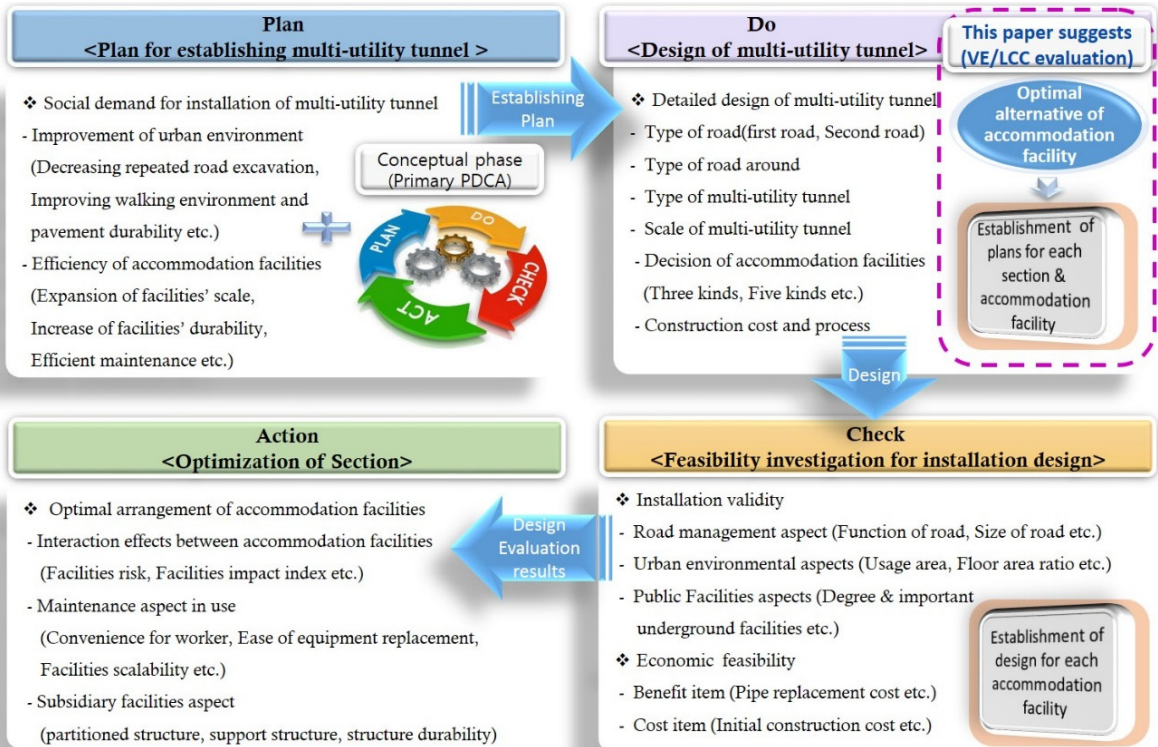 Plan
<Plan for establishing multi-utility tunnel >
❖ Social demand for installation of multi-utility tunnel
- Improvement of urban environment
(Decreasing repeated road excavation,
Improving walking environment and
pavement durability etc.)
- Efficiency of accommodation facilities
(Expansion of facilities' scale,
Increase of facilities' durability,
Efficient maintenance etc.)
Conceptual phase
(Primary PDCA)
PLAN
DO
CHECK
ACT
Establishing
Plan
Do
<Design of multi-utility tunnel>
❖ Detailed design of multi-utility tunnel
- Type of road(first road, Second road)
- Type of road around
- Type of multi-utility tunnel
- Scale of multi-utility tunnel
- Decision of accommodation facilities
(Three kinds, Five kinds etc.)
- Construction cost and process
This paper suggests
(VE/LCC evaluation)
Optimal
alternative of
accommodation
facility
Establishment of
plans for each
section &
accommodation
facility
Design
Check
<Feasibility investigation for installation design>
❖ Installation validity
- Road management aspect (Function of road, Size of road etc.)
- Urban environmental aspects (Usage area, Floor area ratio etc.)
- Public Facilities aspects (Degree & important
underground facilities etc.)
❖ Economic feasibility
- Benefit item (Pipe replacement cost etc.)
- Cost item (Initial construction cost etc.)
Establishment of
design for each
accommodation
facility
Design
Evaluation
results
Action
<Optimization of Section>
❖ Optimal arrangement of accommodation facilities
- Interaction effects between accommodation facilities
(Facilities risk, Facilities impact index etc.)
- Maintenance aspect in use
(Convenience for worker, Ease of equipment replacement,
Facilities scalability etc.)
- Subsidiary facilities aspect
(partitioned structure, support structure, structure durability)